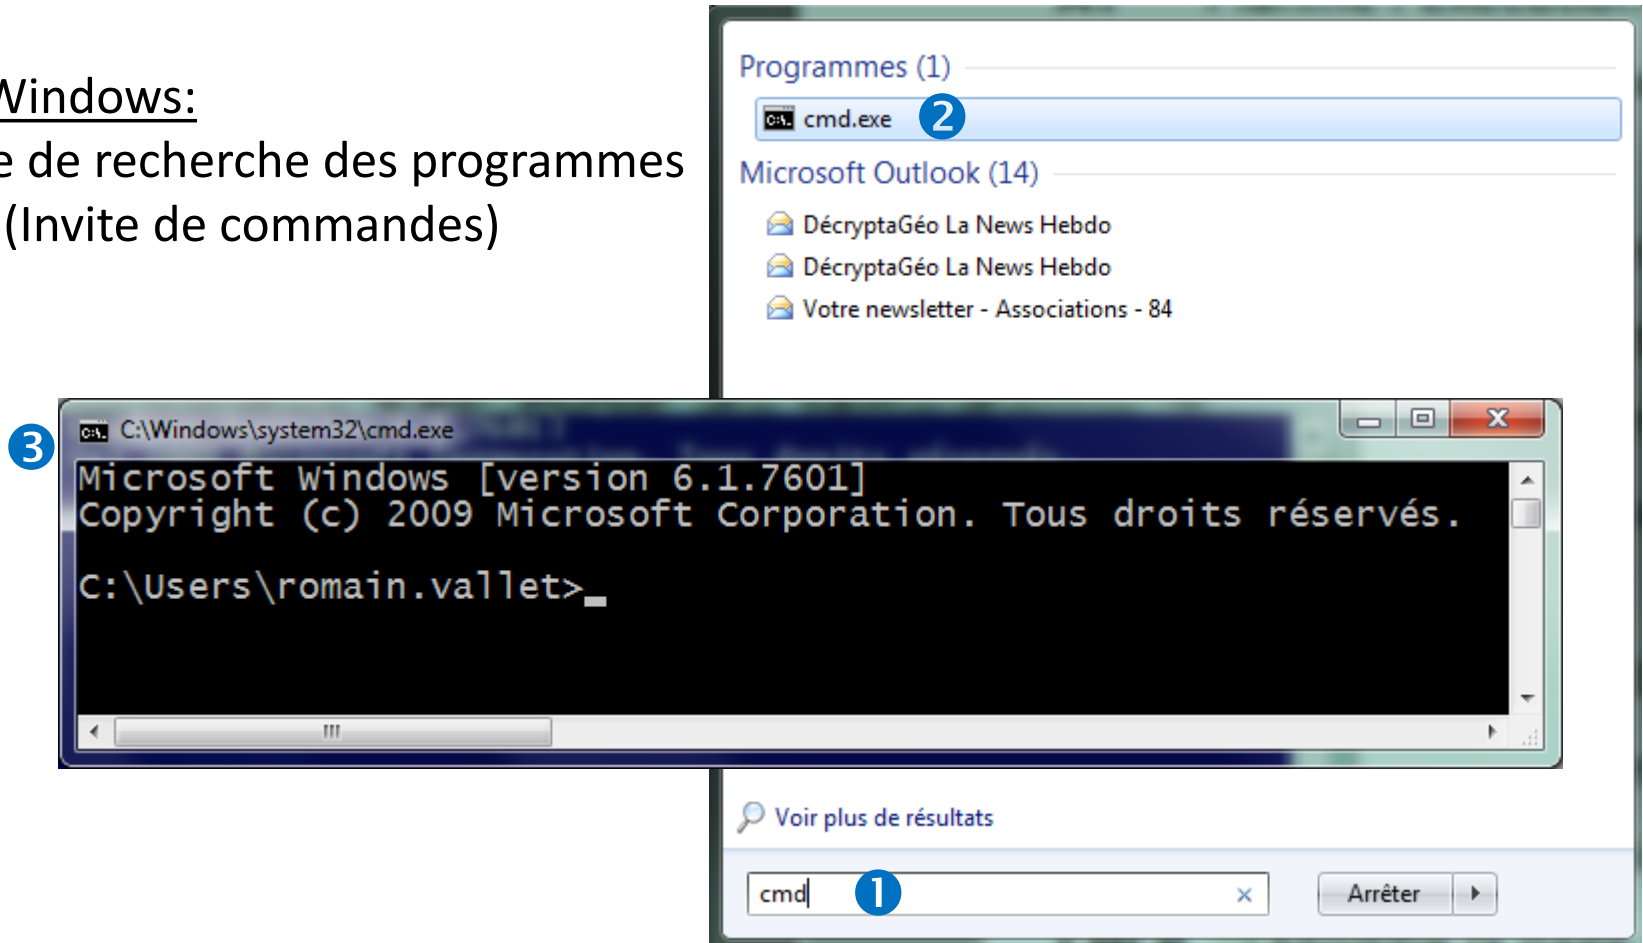 Windows:
e de recherche des programmes
(Invite de commandes)
Programmes (1)
cmd.exe 2
Microsoft Outlook (14)
DécryptaGéo La News Hebdo
DécryptaGéo La News Hebdo
Votre newsletter - Associations - 84
3
C:\Windows\system32\cmd.exe
Microsoft Windows [version 6.1.7601]
Copyright (c) 2009 Microsoft Corporation. Tous droits réservés.
C:\Users\romain.vallet>_
Voir plus de résultats
cmd 1
Arrêter